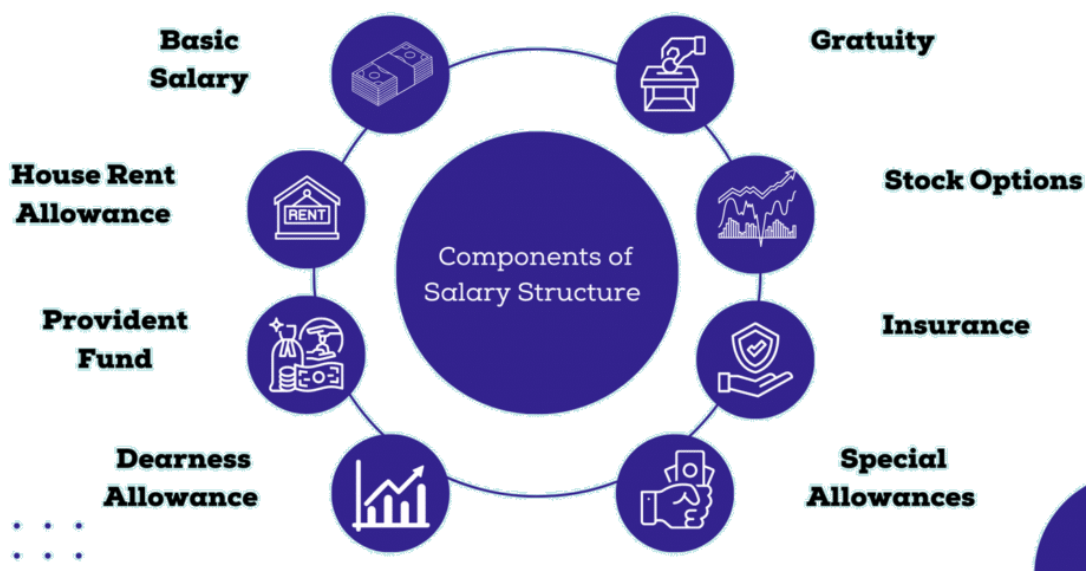 Basic
Salary
Gratuity
House Rent
Allowance
RENT
Stock Options
Components of
Salary Structure
Provident
Fund
Insurance
Dearness
Allowance
Special
Allowances